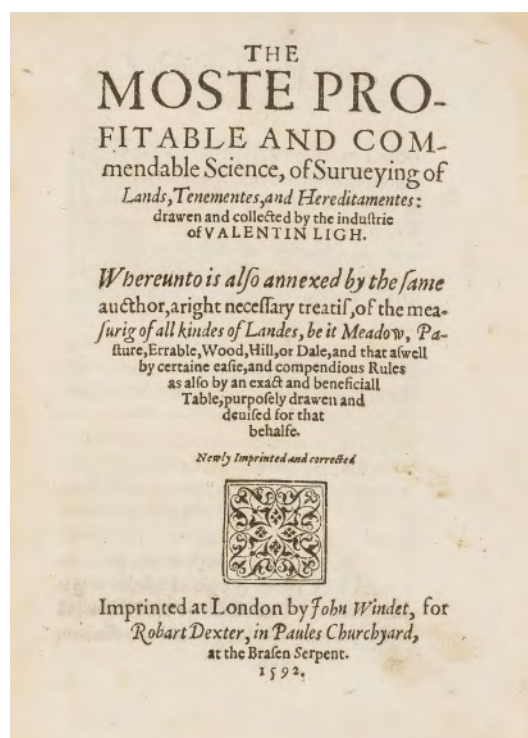 THE
MOSTE PRO-
FITABLE AND COM-
mendable Science, of Surueying of
Lands, Tenementes, and Hereditamentes:
drawen and collected by the induſtrie
of VALENTIN LIGH.
Whereunto is alſo annexed by the ſame
aucthor, aright neceſſary treatiſ, of the mea-
ſurig of all kindes of Landes, be it Meadow, Pa-
ſture, Errable, Wood, Hill, or Dale, and that aſwell
by certaine eaſie, and compendious Rules
as alſo by an exact and beneficiall
Table, purpoſely drawen and
deuiſed for that
behalfe.
Newly Imprinted and corrected
Imprinted at London by John Windet, for
Robart Dexter, in Paules Churchyard,
at the Braſen Serpent.
1592.